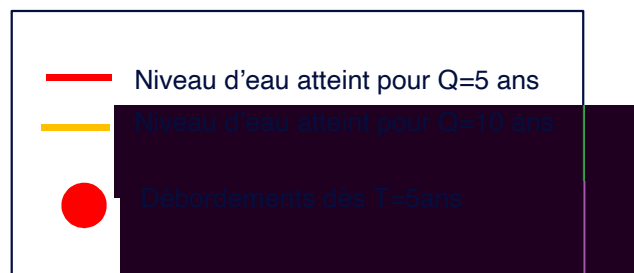 Niveau d'eau atteint pour Q=5 ans
Niveau d'eau atteint pour Q=10 ans
Débordements dès T=5ans